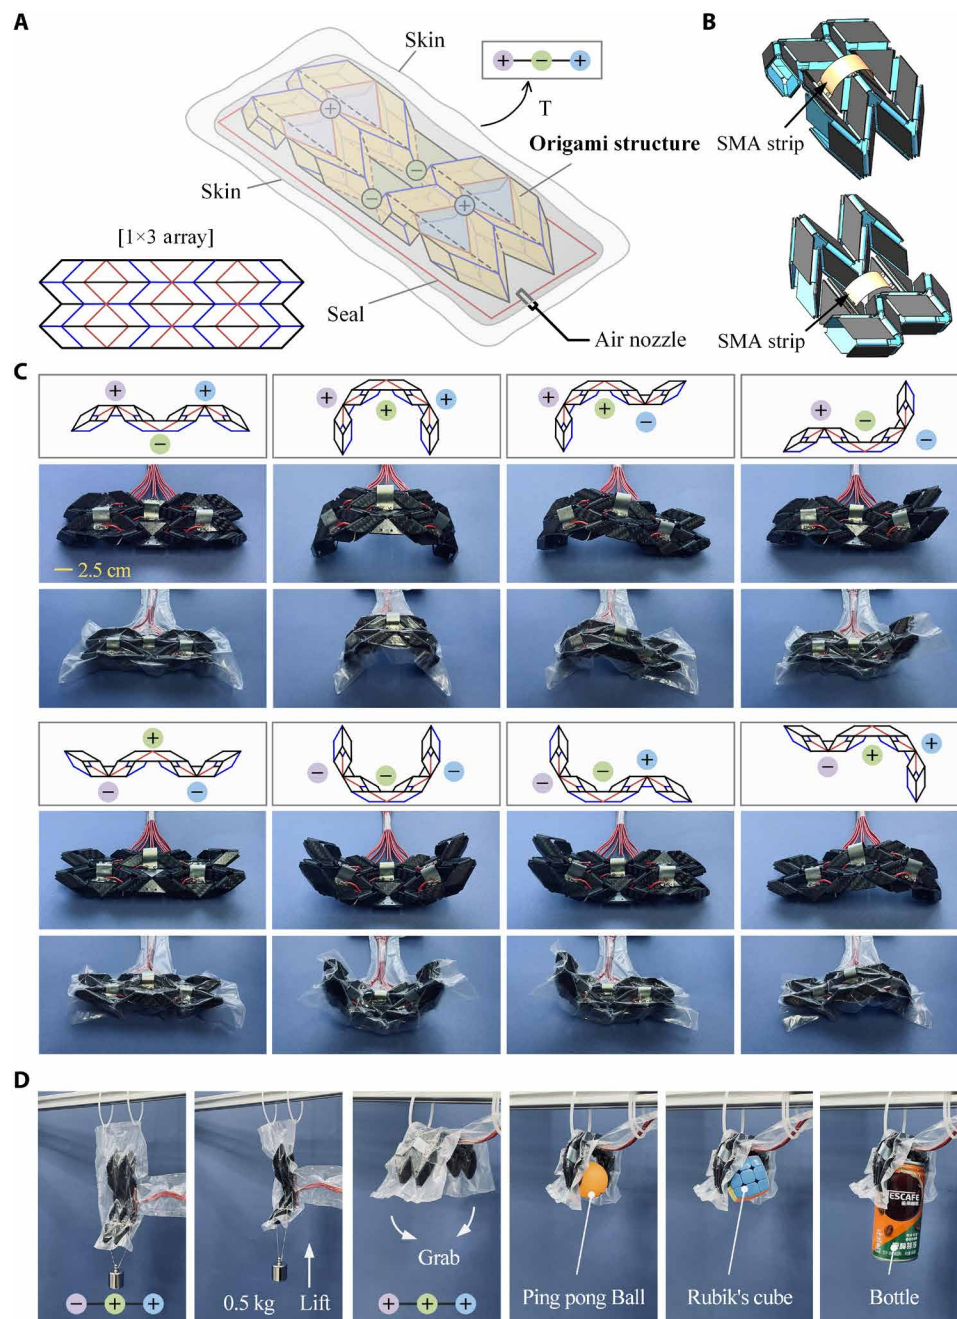 A
Skin
+ − +
T
Origami structure
+
−
Skin
−
+
[1×3 array]
Seal
Air nozzle
B
SMA strip
SMA strip
C
+ +
−
+ + +
+ + −
+ − −
2.5 cm
+
− −
− − −
− − +
− + +
D
− + +
0.5 kg Lift
Grab
+ + +
Ping pong Ball
Rubik's cube
ESCAFE
Bottle